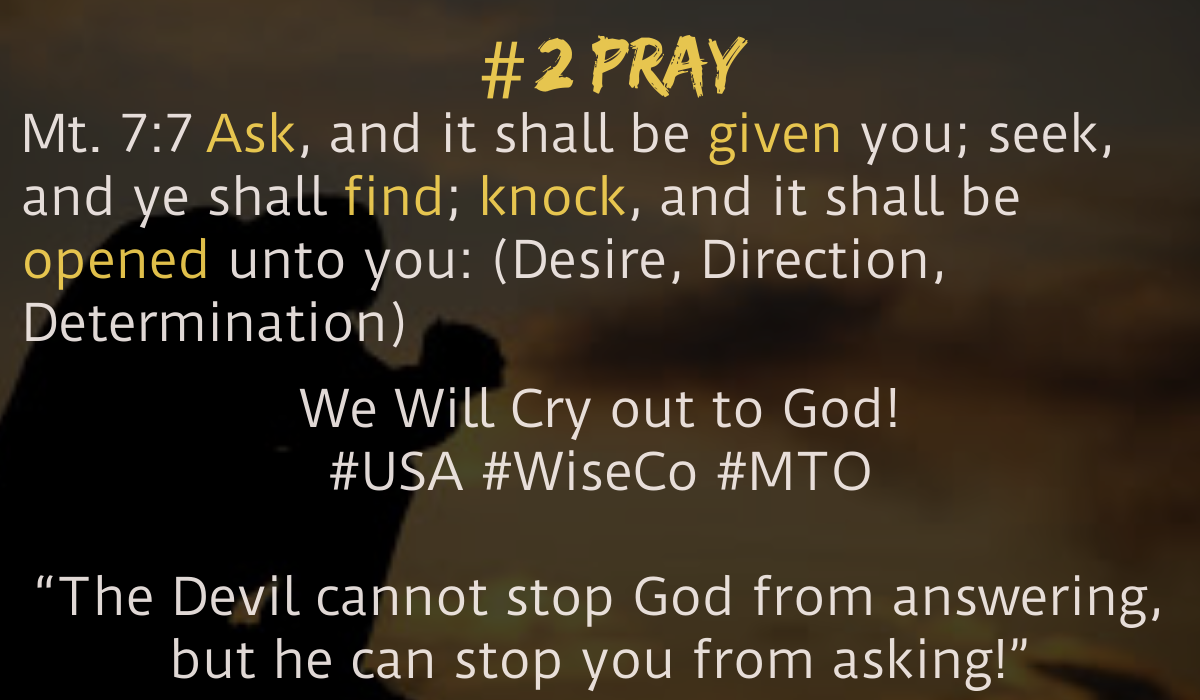 #2 PRAY
Mt. 7:7 Ask, and it shall be given you; seek,
and ye shall find; knock, and it shall be
opened unto you: (Desire, Direction,
Determination)
We Will Cry out to God!
#USA #WiseCo #MTO
“The Devil cannot stop God from answering,
but he can stop you from asking!”